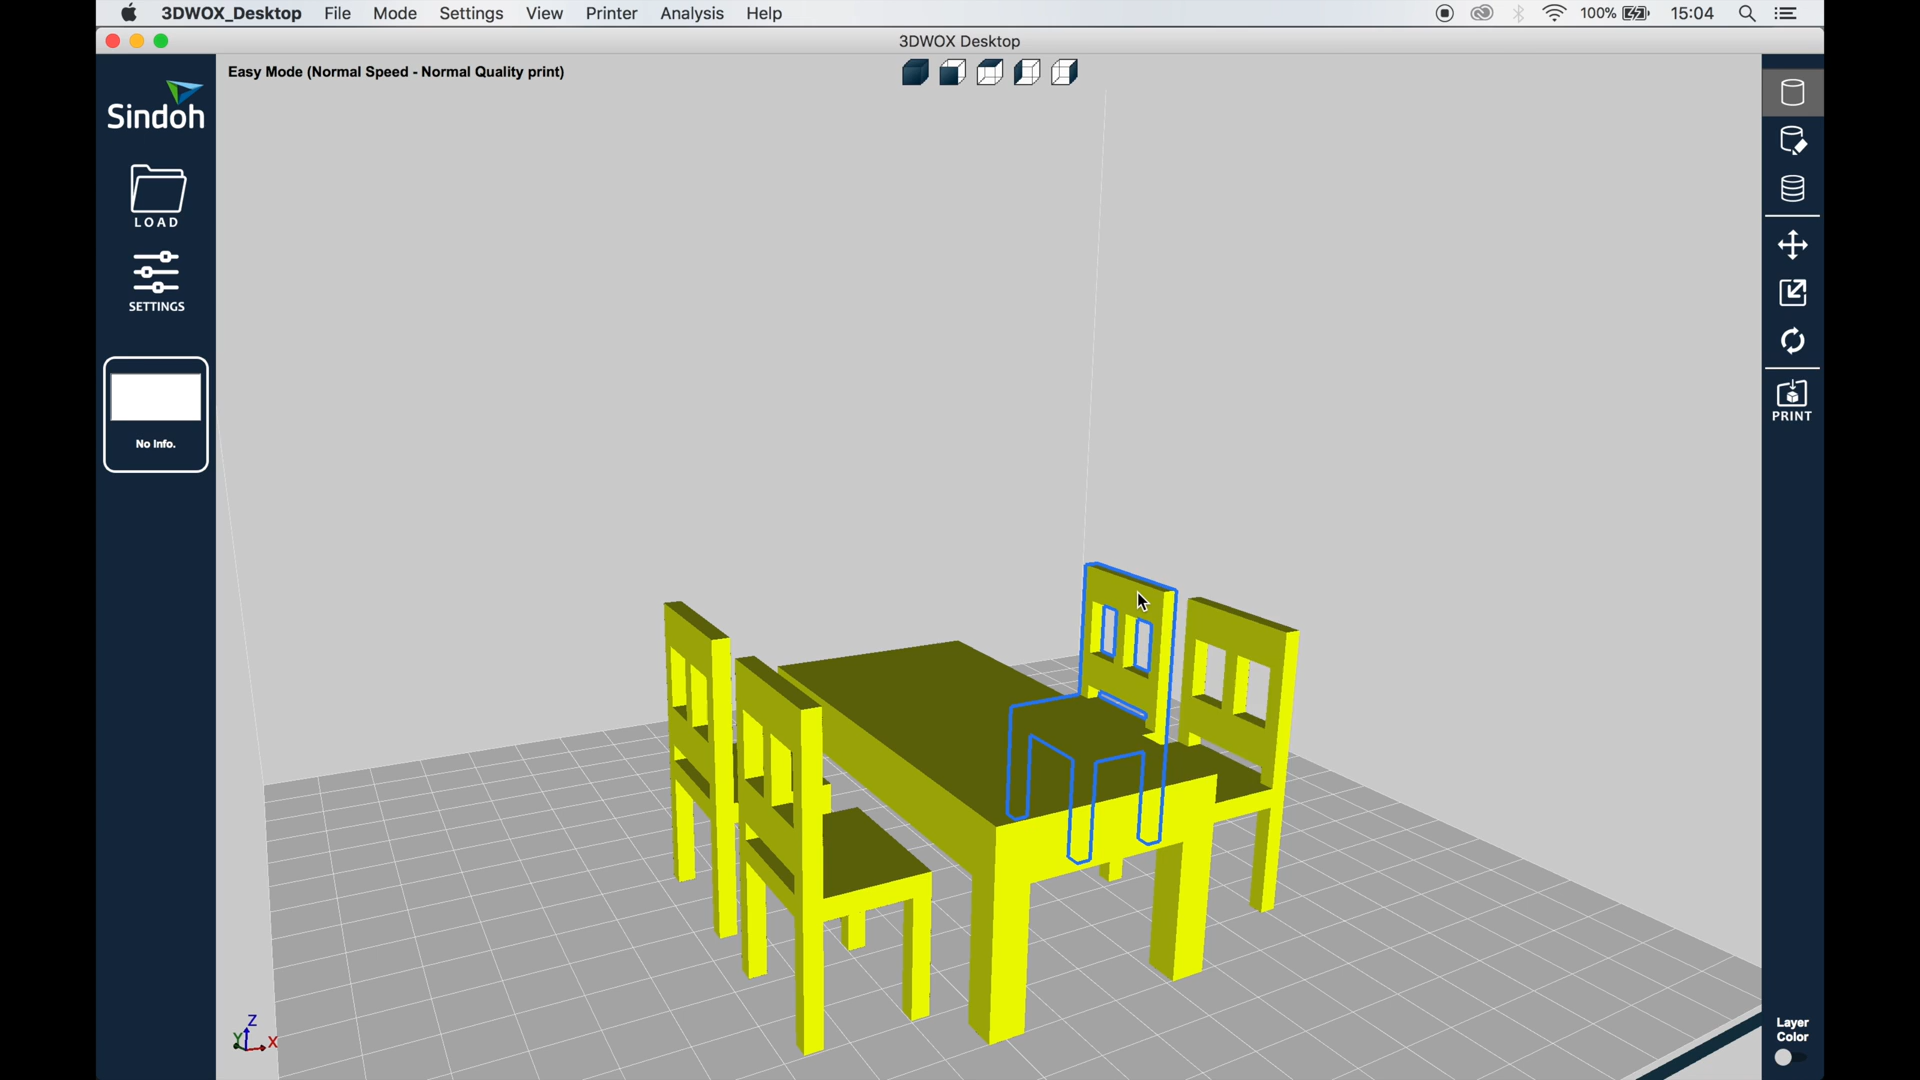 3DWOX_Desktop File Mode Settings View Printer Analysis Help 100% 15:04
3DWOX Desktop
Easy Mode (Normal Speed - Normal Quality print)
Sindoh
LOAD
SETTINGS
No Info.
PRINT
Z
Y X
Layer
Color